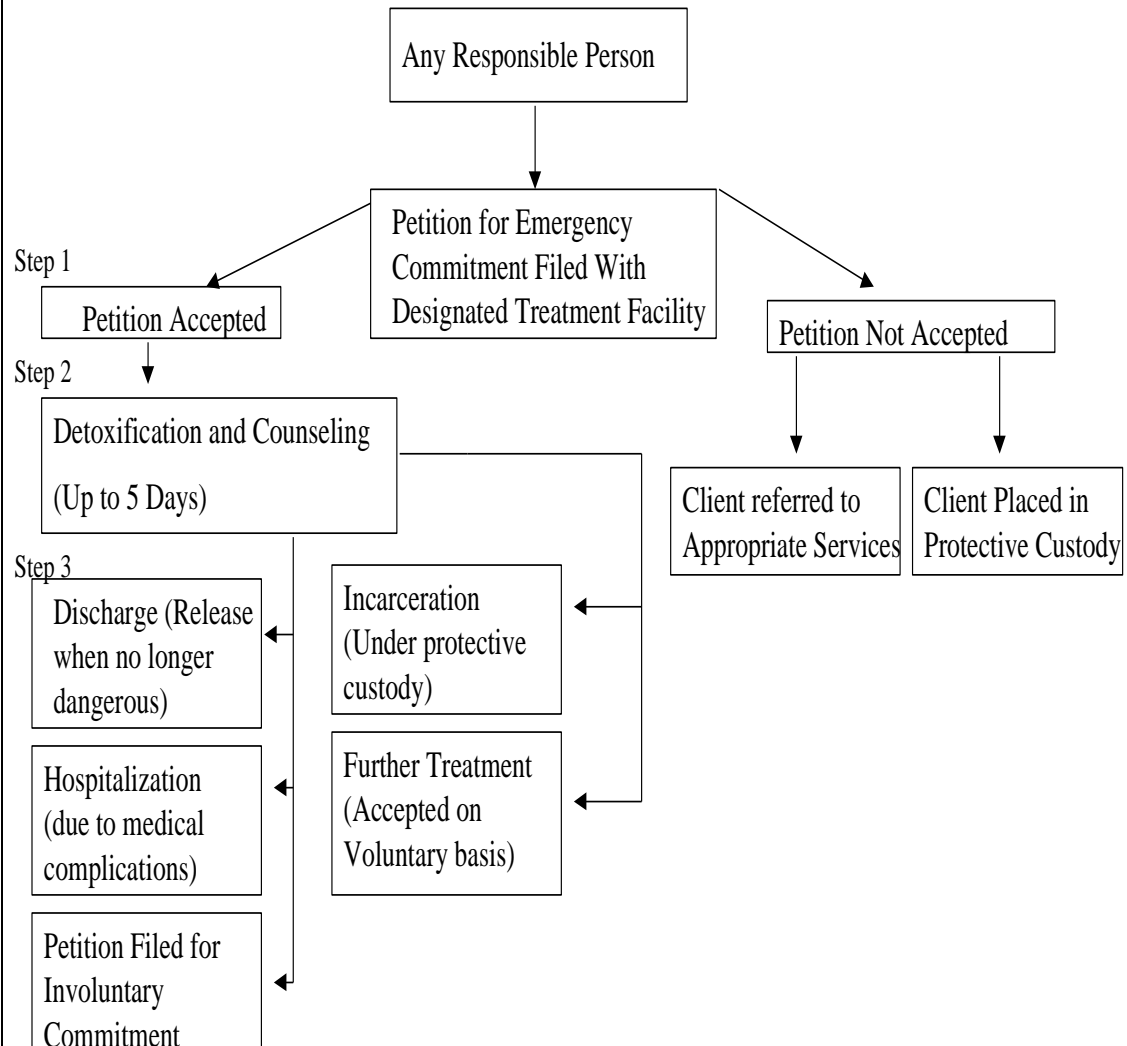 Any Responsible Person
Petition for Emergency
Commitment Filed With
Designated Treatment Facility
Step 1
Petition Accepted
Petition Not Accepted
Step 2
Detoxification and Counseling
(Up to 5 Days)
Client referred to
Appropriate Services
Client Placed in
Protective Custody
Step 3
Discharge (Release
when no longer
dangerous)
Incarceration
(Under protective
custody)
Hospitalization
(due to medical
complications)
Further Treatment
(Accepted on
Voluntary basis)
Petition Filed for
Involuntary
Commitment